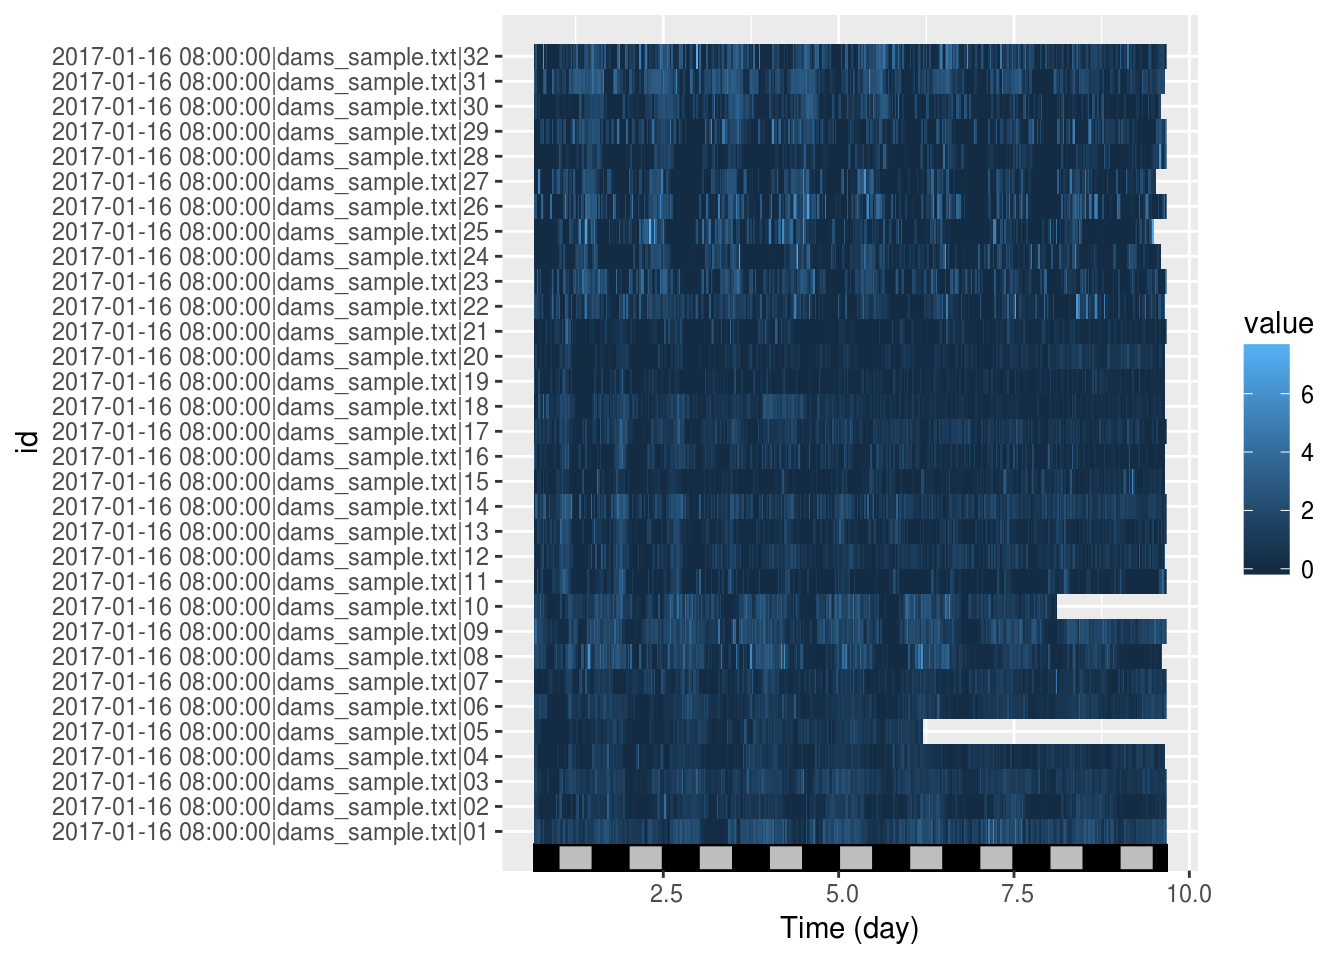 2017-01-16 08:00:00|dams_sample.txt|32
2017-01-16 08:00:00|dams_sample.txt|31
2017-01-16 08:00:00|dams_sample.txt|30
2017-01-16 08:00:00|dams_sample.txt|29
2017-01-16 08:00:00|dams_sample.txt|28
2017-01-16 08:00:00|dams_sample.txt|27
2017-01-16 08:00:00|dams_sample.txt|26
2017-01-16 08:00:00|dams_sample.txt|25
2017-01-16 08:00:00|dams_sample.txt|24
2017-01-16 08:00:00|dams_sample.txt|23
2017-01-16 08:00:00|dams_sample.txt|22
2017-01-16 08:00:00|dams_sample.txt|21
2017-01-16 08:00:00|dams_sample.txt|20
2017-01-16 08:00:00|dams_sample.txt|19
2017-01-16 08:00:00|dams_sample.txt|18
2017-01-16 08:00:00|dams_sample.txt|17
2017-01-16 08:00:00|dams_sample.txt|16
2017-01-16 08:00:00|dams_sample.txt|15
2017-01-16 08:00:00|dams_sample.txt|14
2017-01-16 08:00:00|dams_sample.txt|13
2017-01-16 08:00:00|dams_sample.txt|12
2017-01-16 08:00:00|dams_sample.txt|11
2017-01-16 08:00:00|dams_sample.txt|10
2017-01-16 08:00:00|dams_sample.txt|09
2017-01-16 08:00:00|dams_sample.txt|08
2017-01-16 08:00:00|dams_sample.txt|07
2017-01-16 08:00:00|dams_sample.txt|06
2017-01-16 08:00:00|dams_sample.txt|05
2017-01-16 08:00:00|dams_sample.txt|04
2017-01-16 08:00:00|dams_sample.txt|03
2017-01-16 08:00:00|dams_sample.txt|02
2017-01-16 08:00:00|dams_sample.txt|01
id
2.5 5.0 7.5 10.0
Time (day)
value
6
4
2
0